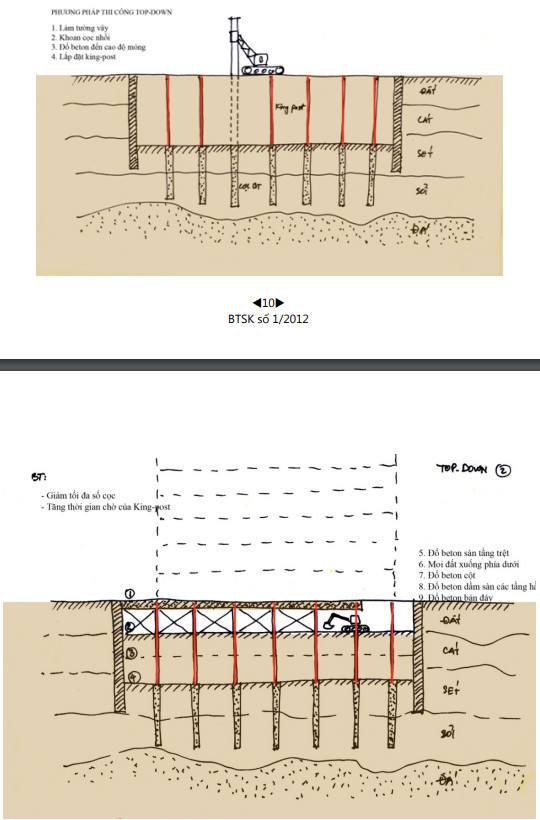 PHƯƠNG PHÁP THI CÔNG TOP-DOWN
1. Làm tường vây
2. Khoan cọc nhồi
3. Đổ beton đến cao độ móng
4. Lắp đặt king-post
King post
ĐẤT
CÁT
SÉT
SỎI
CỌC BT
ĐÁ
◀10▶
BTSK số 1/2012
BT:
- Giảm tối đa số cọc
- Tăng thời gian chờ của King-post
TOP-DOWN ②
5. Đổ beton sàn tầng trệt
6. Moi đất xuống phía dưới
7. Đổ beton cột
8. Đổ beton dầm sàn các tầng
9. Đổ beton bản đáy
①
②
③
④
ĐẤT
CÁT
SÉT
SỎI
ĐÁ